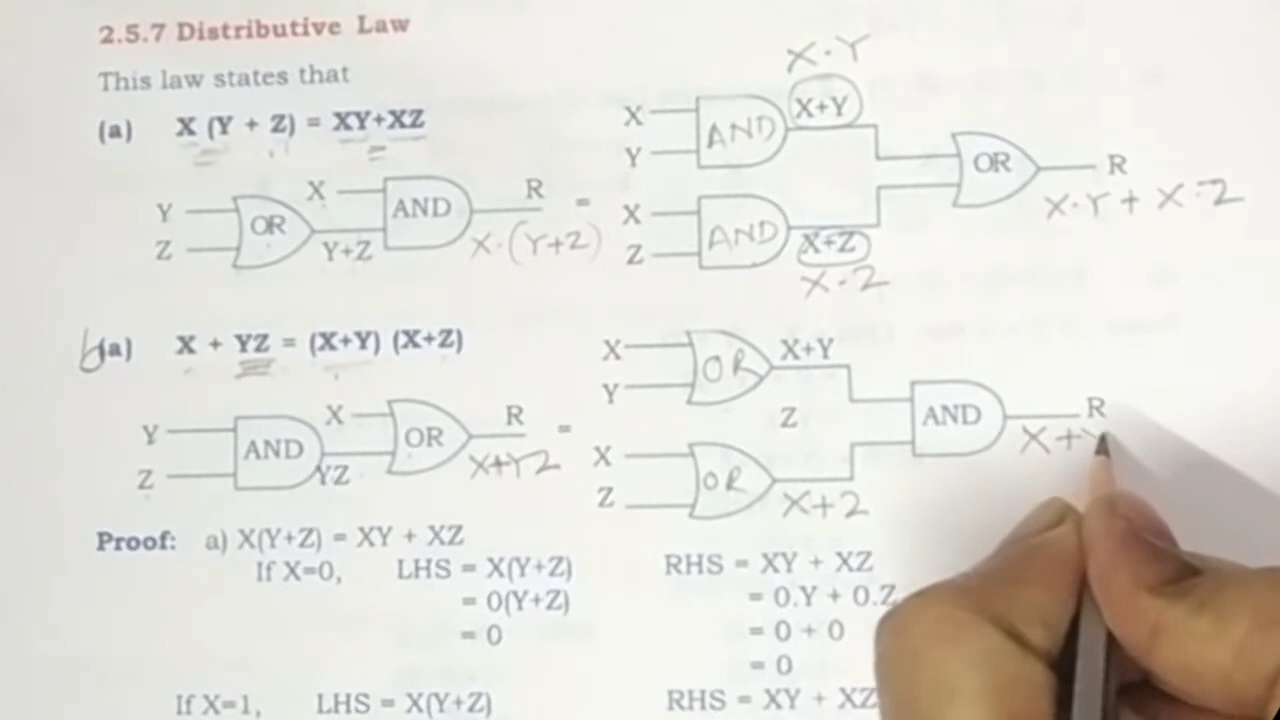 2.5.7 Distributive Law
This law states that
(a) X (Y + Z) = XY+XZ
Y
Z
OR
X
Y+Z
AND
R
X·(Y+Z)
=
X
Y
AND
X·Y
X+Y
X
Z
AND
X+Z
X·Z
OR
R
X·Y + X·Z
b
(a) X + YZ = (X+Y) (X+Z)
Y
Z
AND
X
YZ
OR
R
X+YZ
=
X
Y
OR
X+Y
Z
X
Z
OR
X+Z
AND
R
X+Y
Proof: a) X(Y+Z) = XY + XZ
If X=0, LHS = X(Y+Z) RHS = XY + XZ
= 0(Y+Z) = 0.Y + 0.Z
= 0 = 0 + 0
= 0
If X=1, LHS = X(Y+Z) RHS = XY + XZ